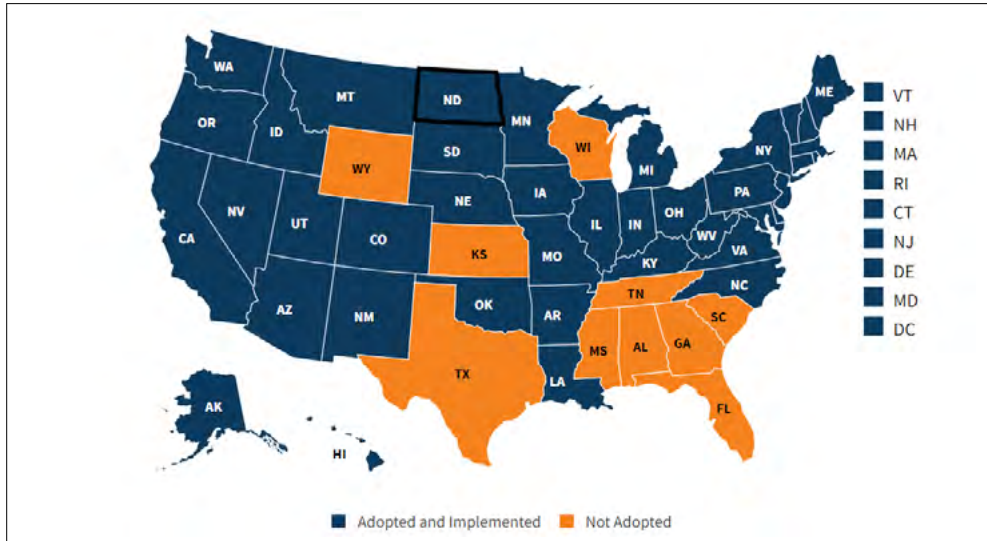 WA
ME
VT
MT
ND
OR
MN
NH
ID
SD
WI
NY
MA
WY
MI
RI
IA
PA
NE
CT
NV
OH
IL
IN
NJ
UT
CO
WV
CA
VA
DE
KS
MO
KY
MD
NC
TN
OK
DC
AZ
NM
AR
SC
MS
AL
GA
TX
LA
AK
FL
HI
Adopted and Implemented
Not Adopted